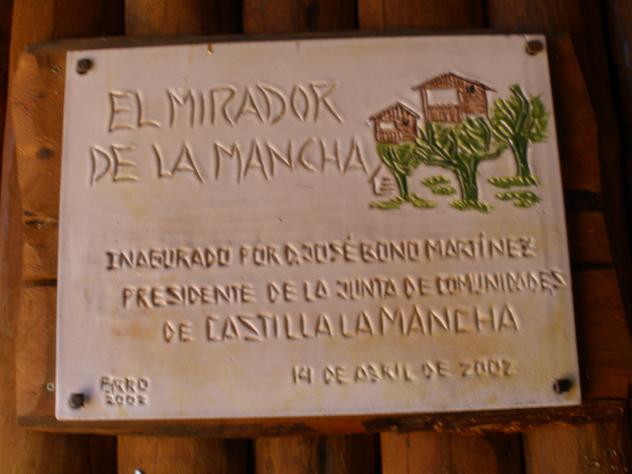 EL MIRADOR
DE LA MANCHA
INAGURADO POR D. JOSÉ BONO MARTÍNEZ
PRESIDENTE DE LA JUNTA DE COMUNIDADES
DE CASTILLA LA MANCHA
14 DE ABRIL DE 2002
2002